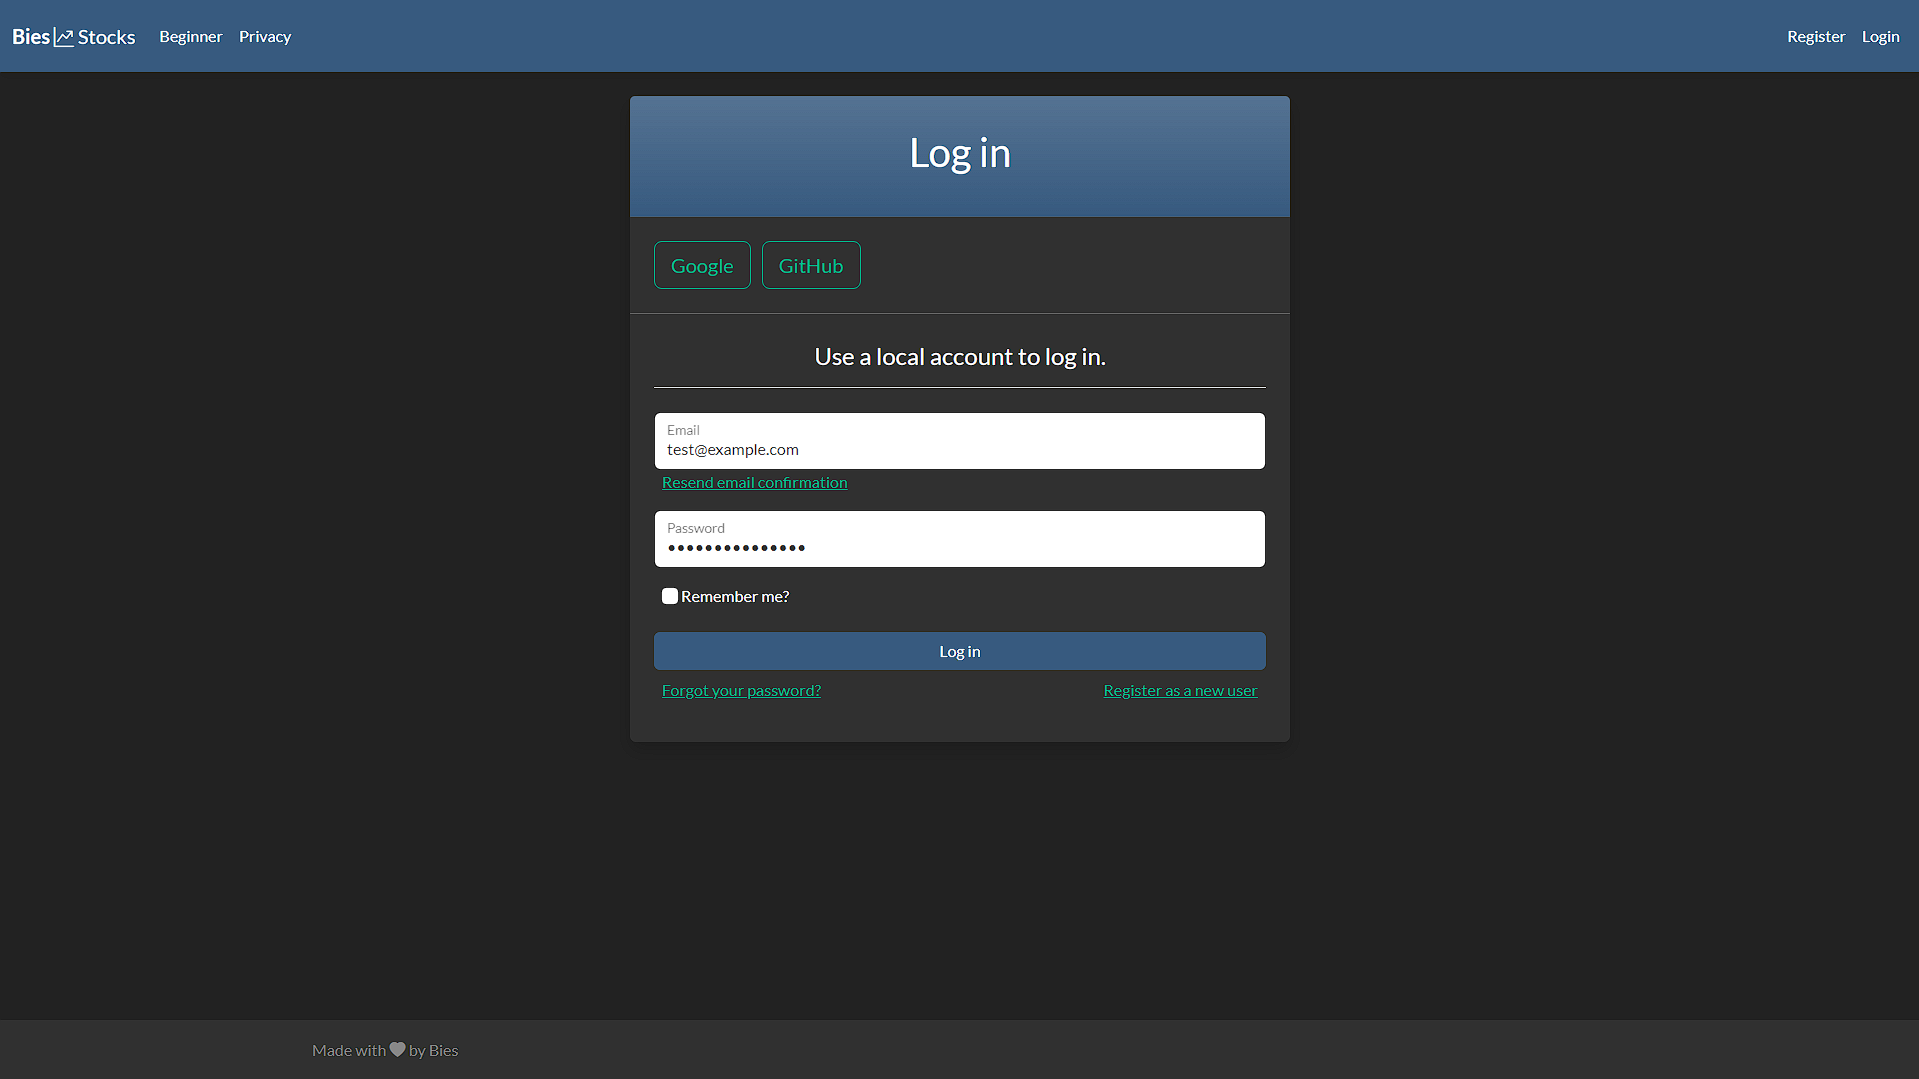 Bies Stocks Beginner Privacy Register Login
Log in
Google GitHub
Use a local account to log in.
Email
test@example.com
Resend email confirmation
Password
•••••••••••••••
Remember me?
Log in
Forgot your password? Register as a new user
Made with by Bies